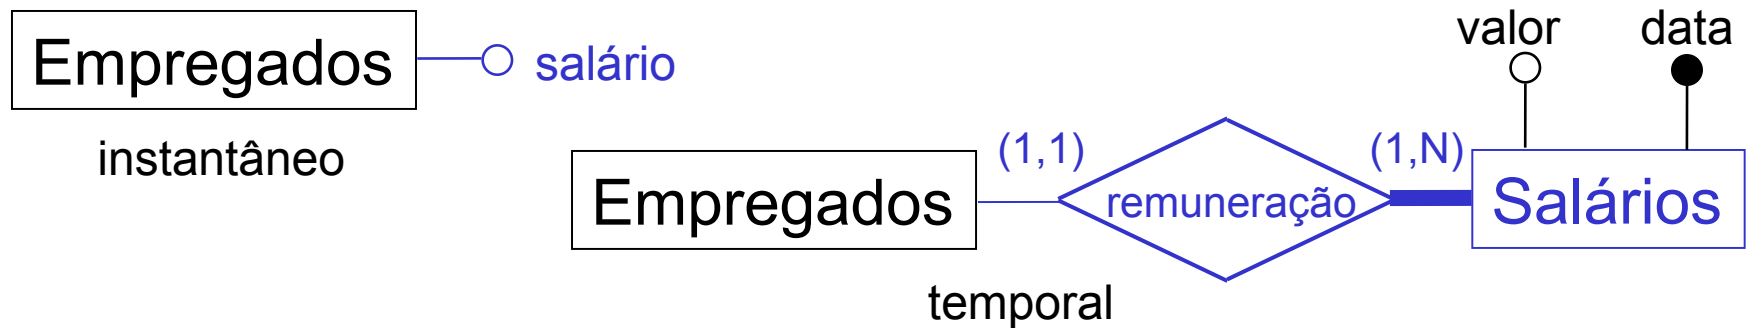 Empregados
salário
instantâneo
valor
data
Empregados
(1,1)
remuneração
(1,N)
Salários
temporal